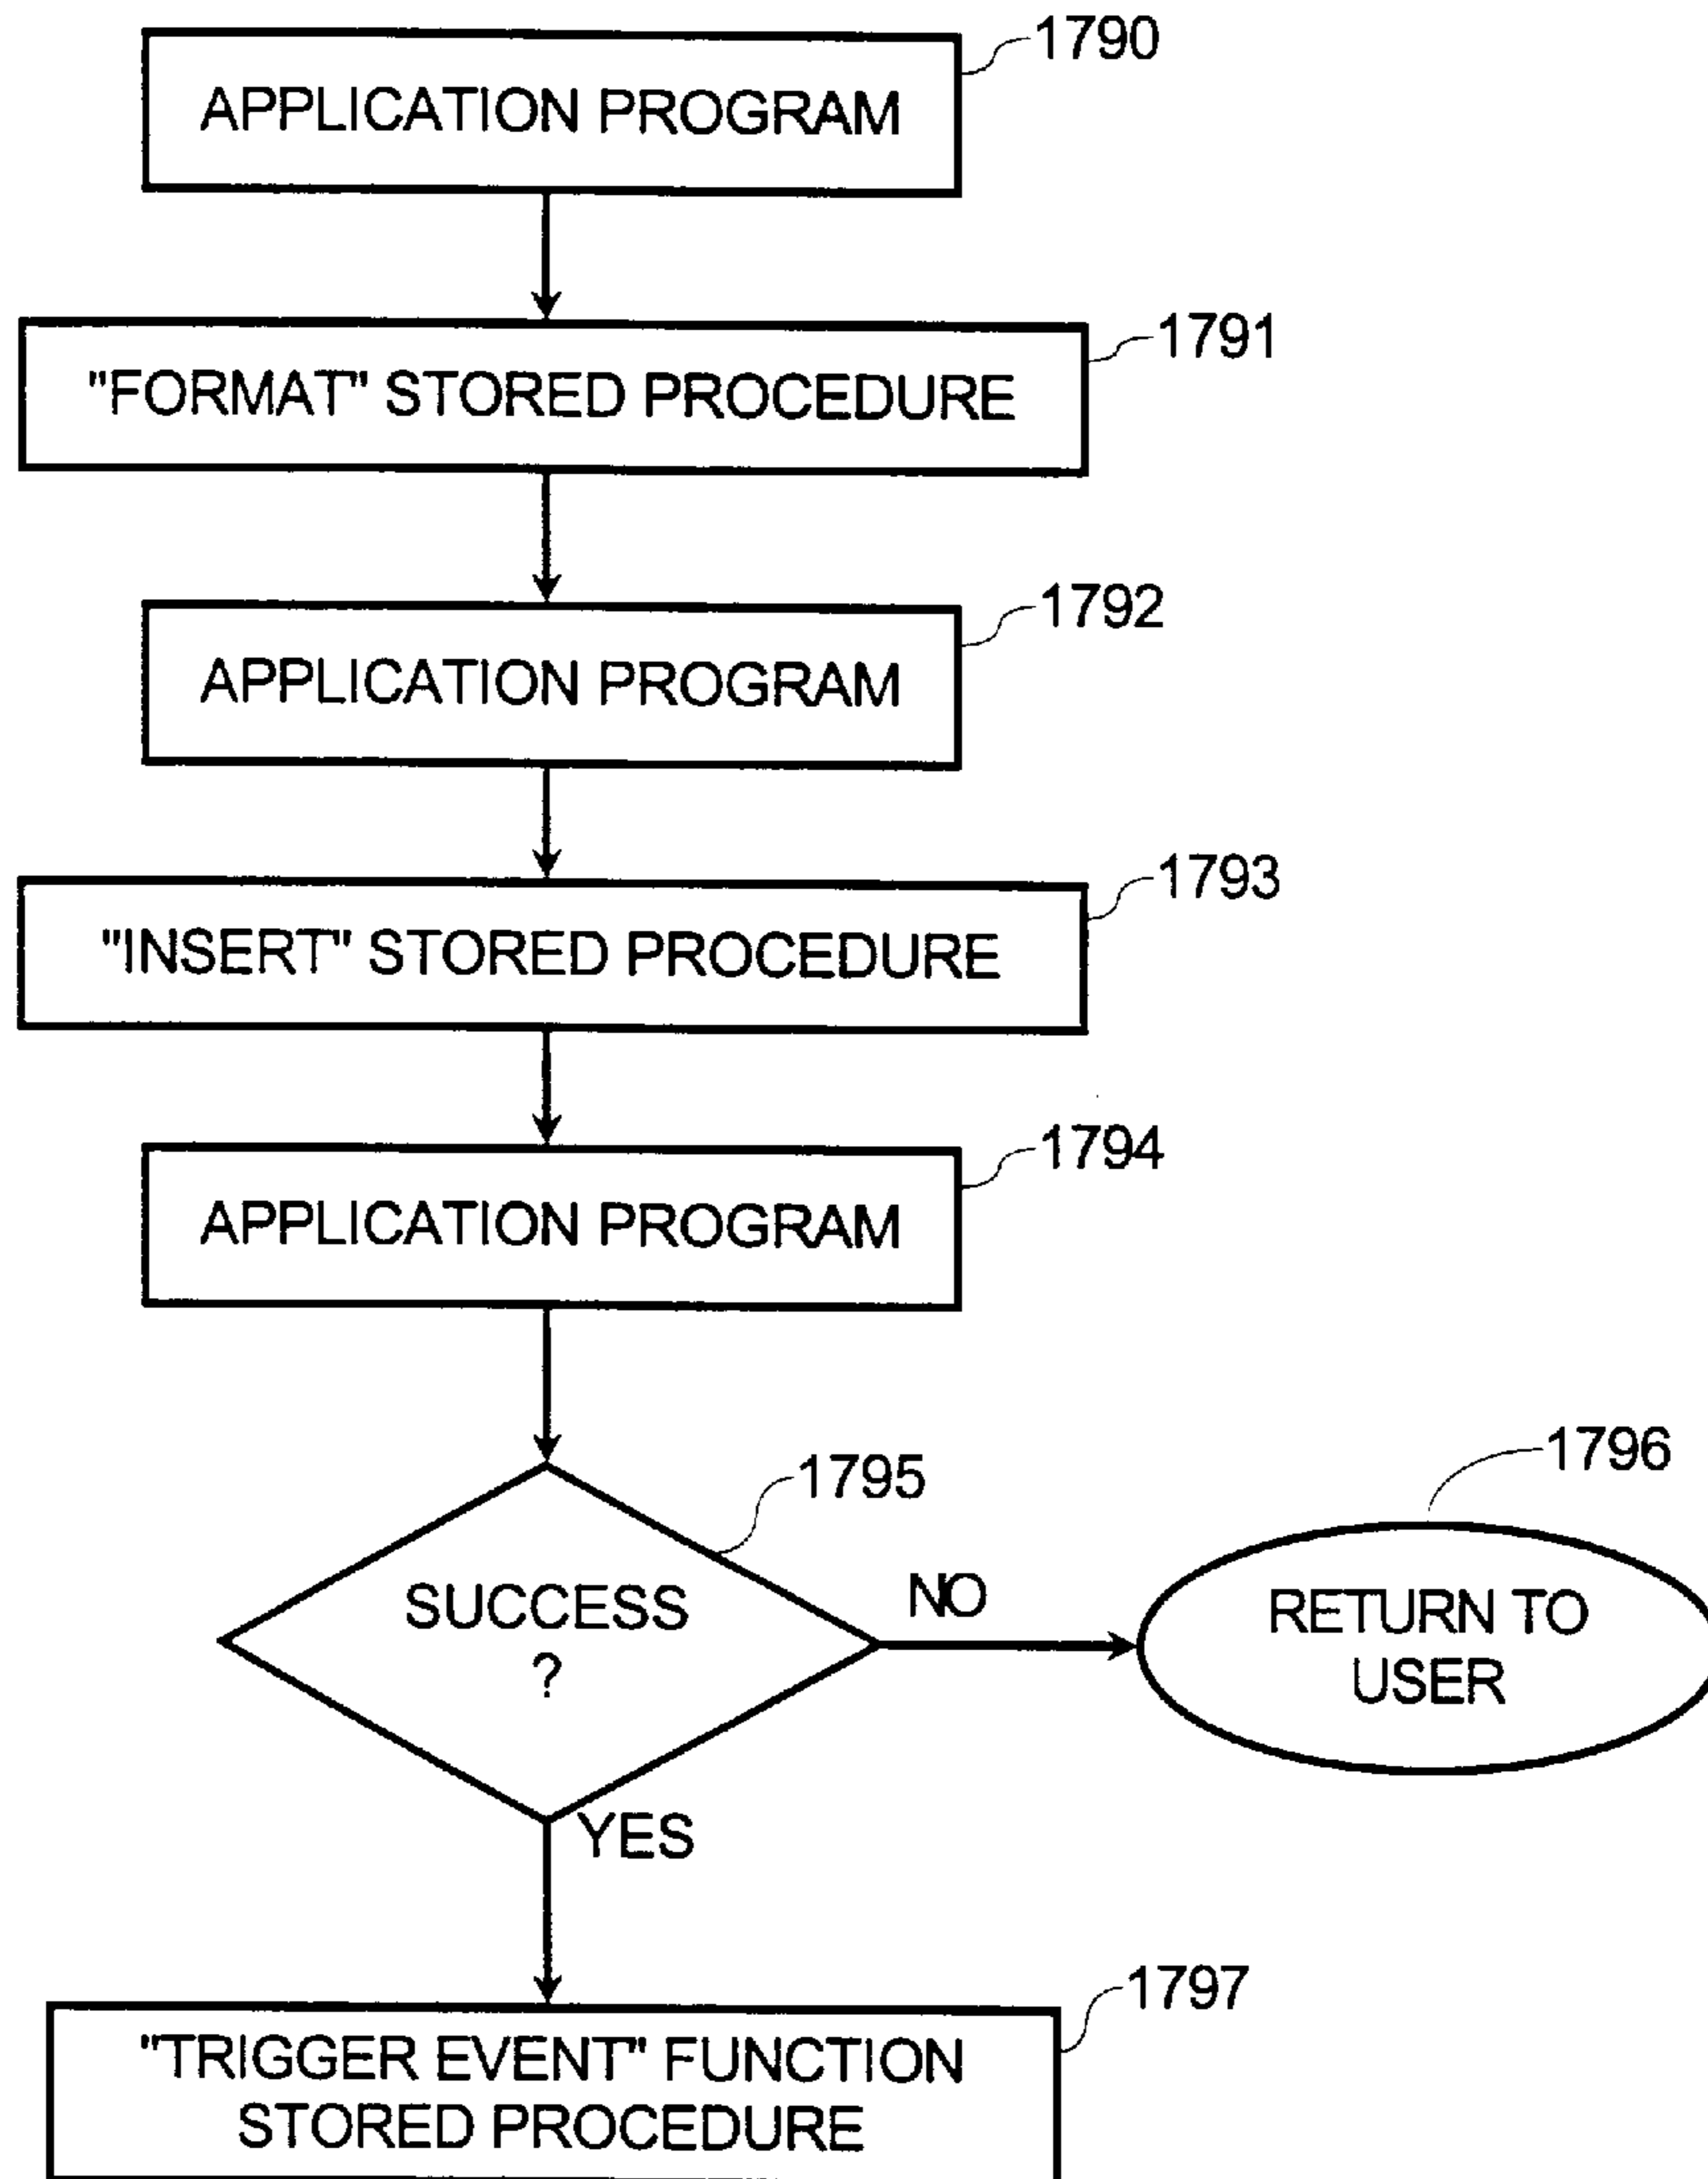 1790
APPLICATION PROGRAM
1791
"FORMAT" STORED PROCEDURE
1792
APPLICATION PROGRAM
1793
"INSERT" STORED PROCEDURE
1794
APPLICATION PROGRAM
1795
SUCCESS
?
NO
1796
RETURN TO
USER
YES
1797
"TRIGGER EVENT" FUNCTION
STORED PROCEDURE